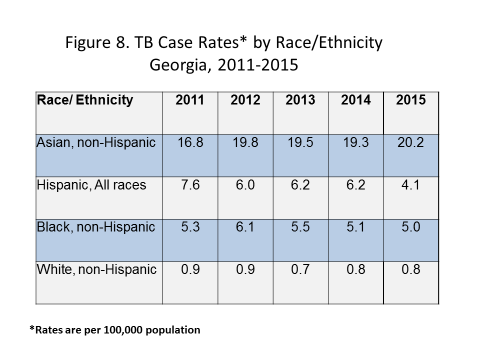 Figure 8. TB Case Rates* by Race/Ethnicity
Georgia, 2011-2015
Race/ Ethnicity 2011 2012 2013 2014 2015
Asian, non-Hispanic 16.8 19.8 19.5 19.3 20.2
Hispanic, All races 7.6 6.0 6.2 6.2 4.1
Black, non-Hispanic 5.3 6.1 5.5 5.1 5.0
White, non-Hispanic 0.9 0.9 0.7 0.8 0.8
*Rates are per 100,000 population